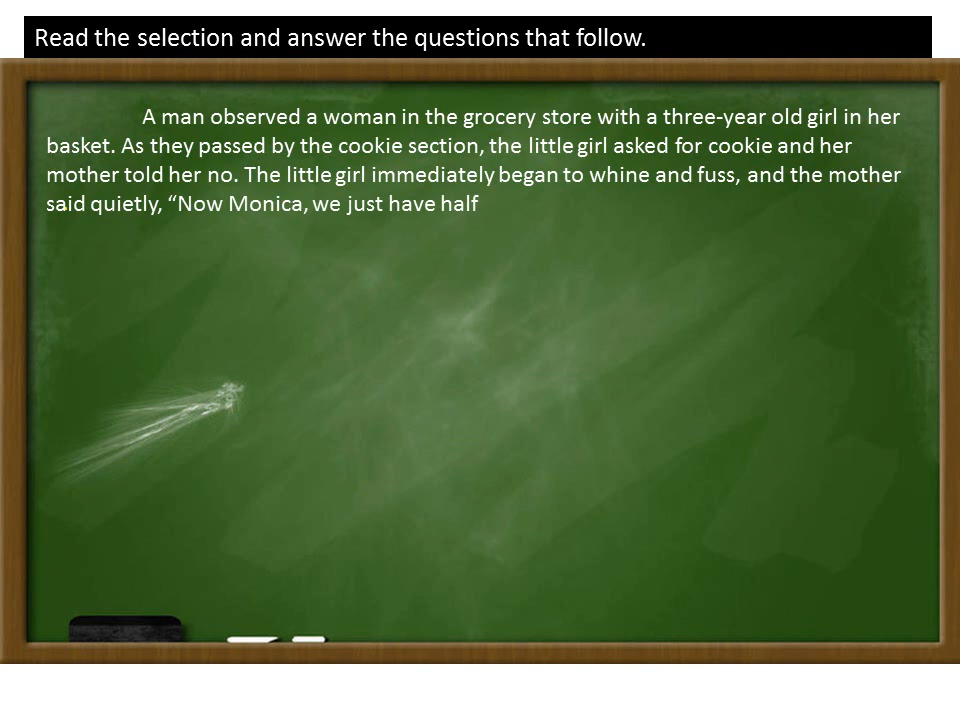 Read the selection and answer the questions that follow.
A man observed a woman in the grocery store with a three-year old girl in her
basket. As they passed by the cookie section, the little girl asked for cookie and her
mother told her no. The little girl immediately began to whine and fuss, and the mother
said quietly, “Now Monica, we just have half